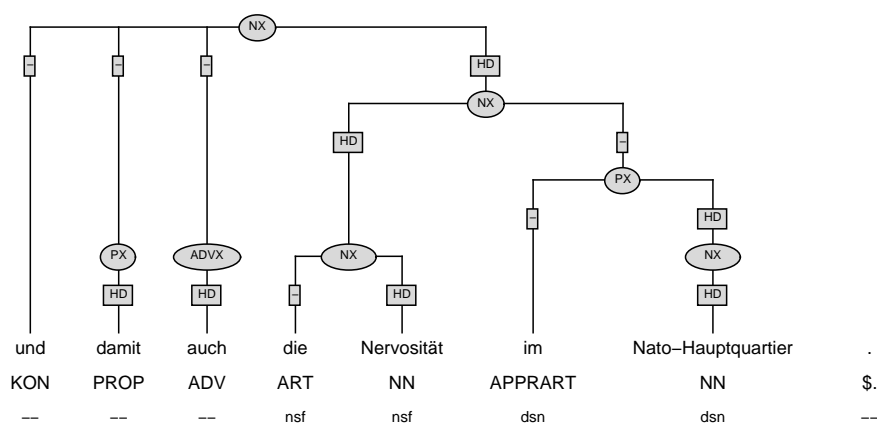 NX
– – – HD
NX
HD –
PX
– HD
PX ADVX NX NX
HD HD – HD HD
und damit auch die Nervosität im Nato−Hauptquartier .
KON PROP ADV ART NN APPRART NN $.
−− −− −− nsf nsf dsn dsn −−